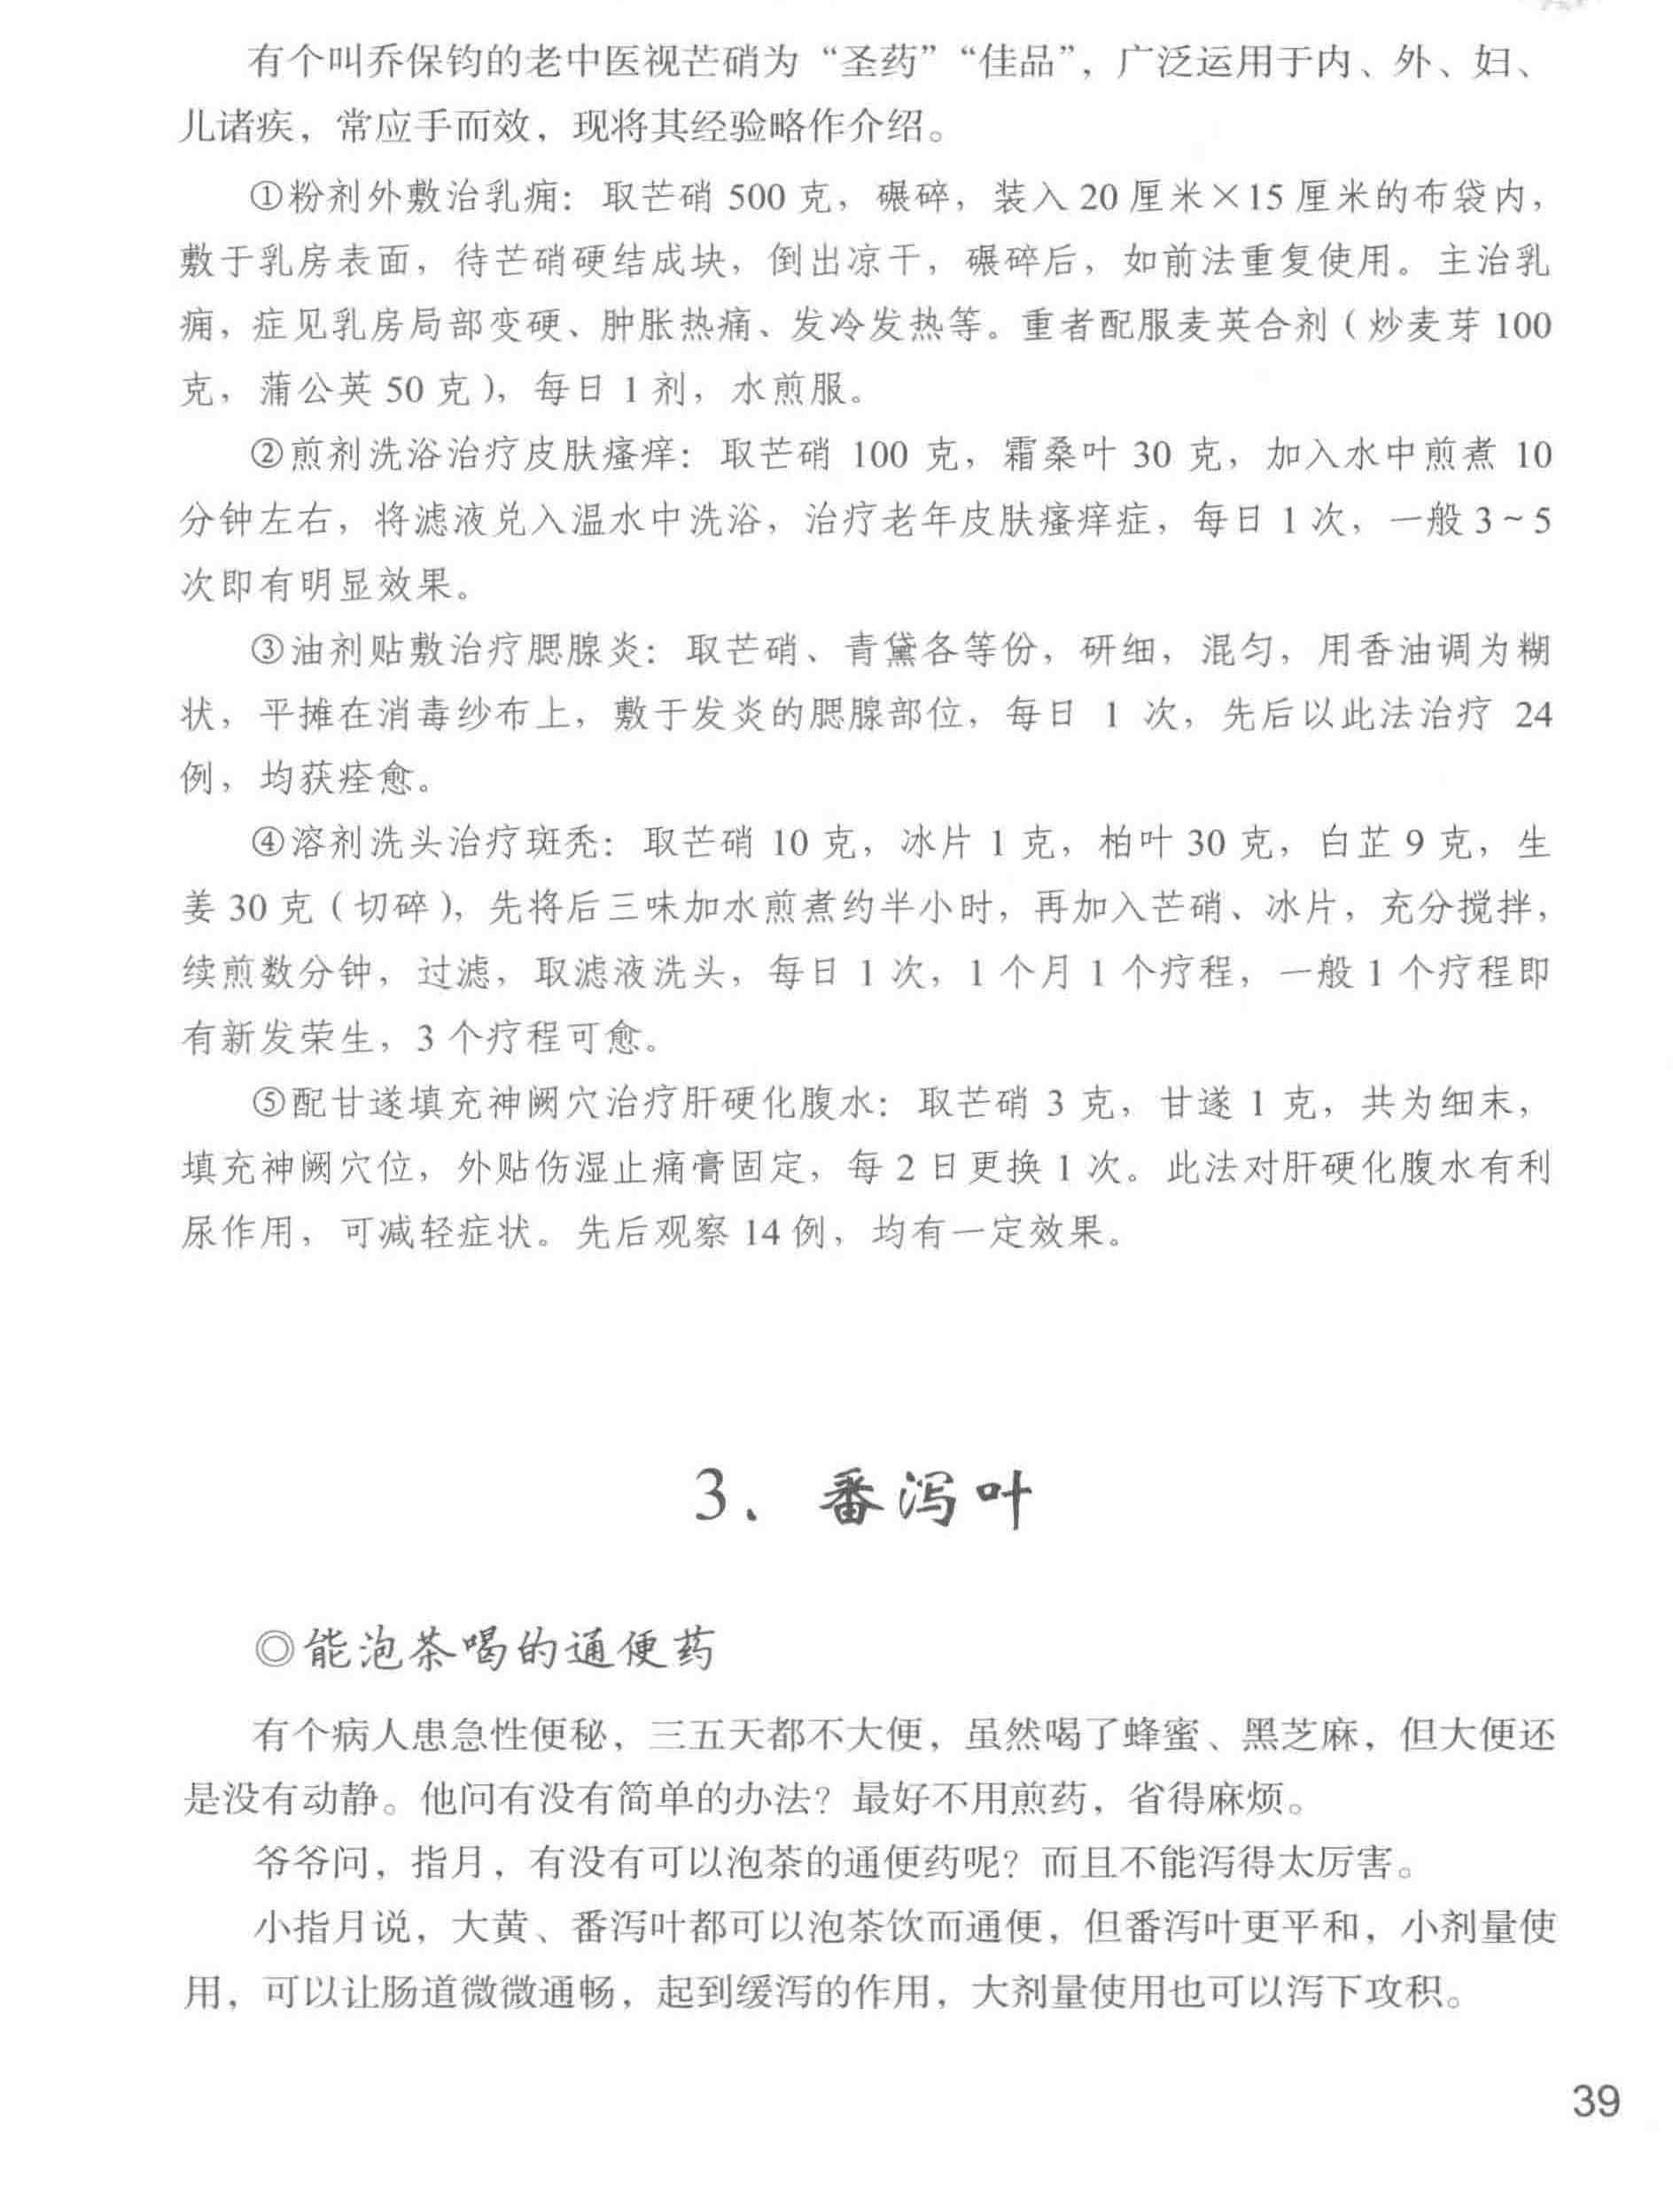 有个叫乔保钧的老中医视芒硝为“圣药”“佳品”，广泛运用于内、外、妇、
儿诸疾，常应手而效，现将其经验略作介绍。
①粉剂外敷治乳痈：取芒硝 500 克，碾碎，装入 20 厘米×15 厘米的布袋内，
敷于乳房表面，待芒硝硬结成块，倒出凉干，碾碎后，如前法重复使用。主治乳
痈，症见乳房局部变硬、肿胀热痛、发冷发热等。重者配服麦英合剂（炒麦芽 100
克，蒲公英 50 克），每日 1 剂，水煎服。
②煎剂洗浴治疗皮肤瘙痒：取芒硝 100 克，霜桑叶 30 克，加入水中煎煮 10
分钟左右，将滤液兑入温水中洗浴，治疗老年皮肤瘙痒症，每日 1 次，一般 3～5
次即有明显效果。
③油剂贴敷治疗腮腺炎：取芒硝、青黛各等份，研细，混匀，用香油调为糊
状，平摊在消毒纱布上，敷于发炎的腮腺部位，每日 1 次，先后以此法治疗 24
例，均获痊愈。
④溶剂洗头治疗斑秃：取芒硝 10 克，冰片 1 克，柏叶 30 克，白芷 9 克，生
姜 30 克（切碎），先将后三味加水煎煮约半小时，再加入芒硝、冰片，充分搅拌，
续煎数分钟，过滤，取滤液洗头，每日 1 次，1 个月 1 个疗程，一般 1 个疗程即
有新发荣生，3 个疗程可愈。
⑤配甘遂填充神阙穴治疗肝硬化腹水：取芒硝 3 克，甘遂 1 克，共为细末，
填充神阙穴位，外贴伤湿止痛膏固定，每 2 日更换 1 次。此法对肝硬化腹水有利
尿作用，可减轻症状。先后观察 14 例，均有一定效果。
3、番泻叶
◎能泡茶喝的通便药
有个病人患急性便秘，三五天都不大便，虽然喝了蜂蜜、黑芝麻，但大便还
是没有动静。他问有没有简单的办法？最好不用煎药，省得麻烦。
爷爷问，指月，有没有可以泡茶的通便药呢？而且不能泻得太厉害。
小指月说，大黄、番泻叶都可以泡茶饮而通便，但番泻叶更平和，小剂量使
用，可以让肠道微微通畅，起到缓泻的作用，大剂量使用也可以泻下攻积。
39